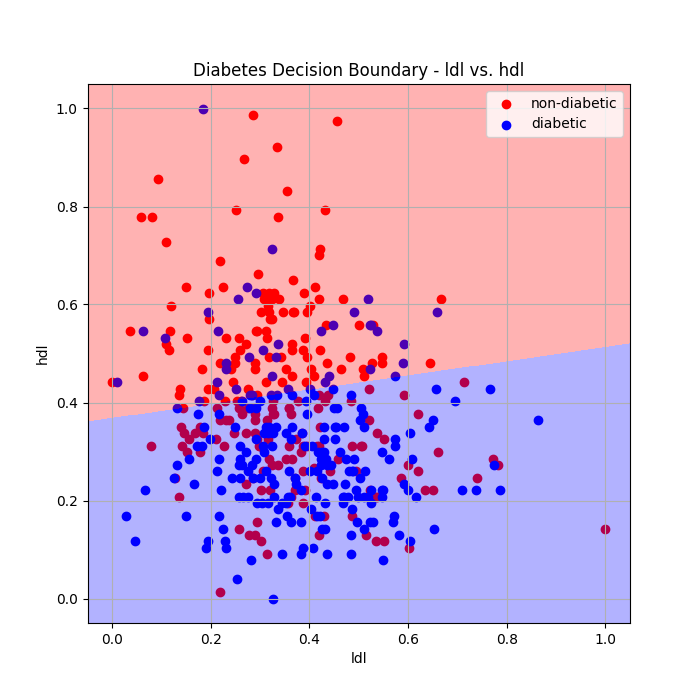 Diabetes Decision Boundary - ldl vs. hdl
non-diabetic
diabetic
1.0
0.8
0.6
0.4
0.2
0.0
hdl
0.0 0.2 0.4 0.6 0.8 1.0
ldl